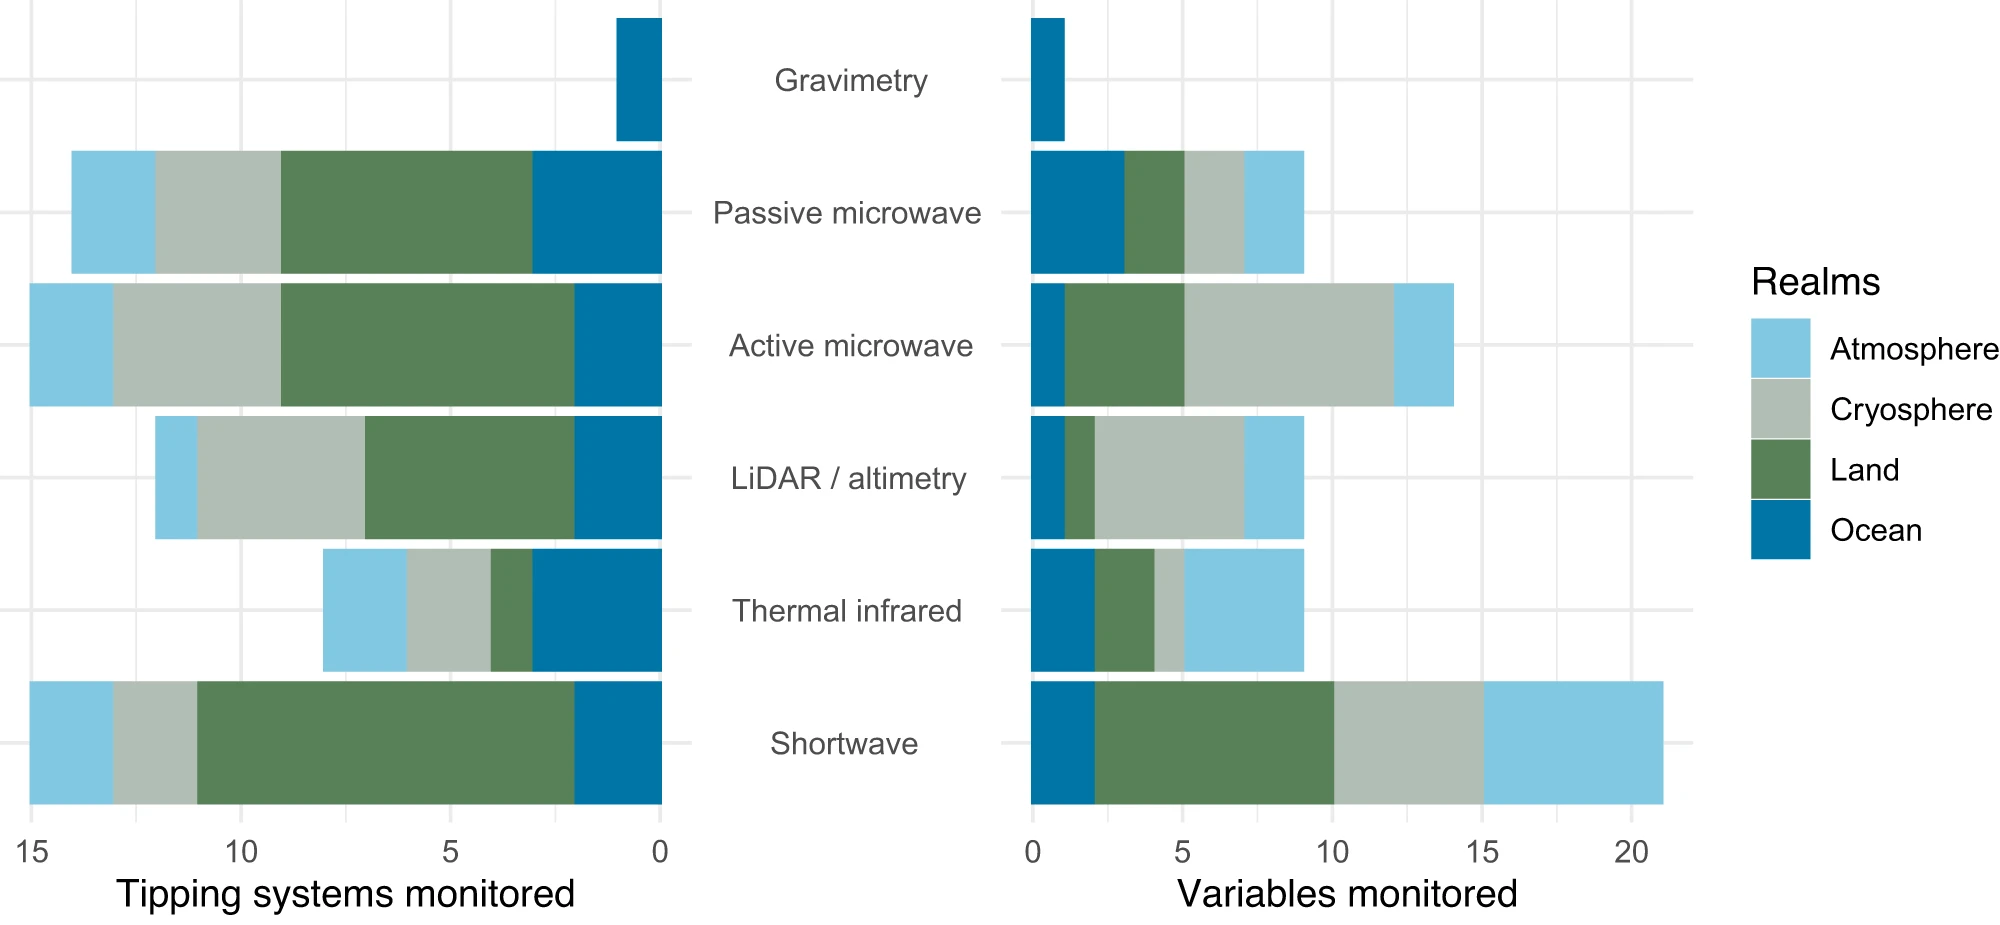 Gravimetry
Passive microwave
Active microwave
LiDAR / altimetry
Thermal infrared
Shortwave
15 10 5 0
Tipping systems monitored
0 5 10 15 20
Variables monitored
Realms
Atmosphere
Cryosphere
Land
Ocean